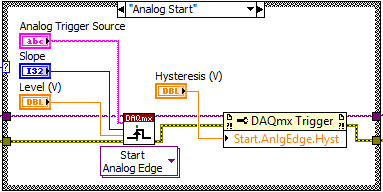 "Analog Start"
Analog Trigger Source
abc
Slope
I32
Level (V)
DBL
Hysteresis (V)
DBL
?
DAQmx
Start
Analog Edge
DAQmx Trigger
Start.AnlgEdge.Hyst